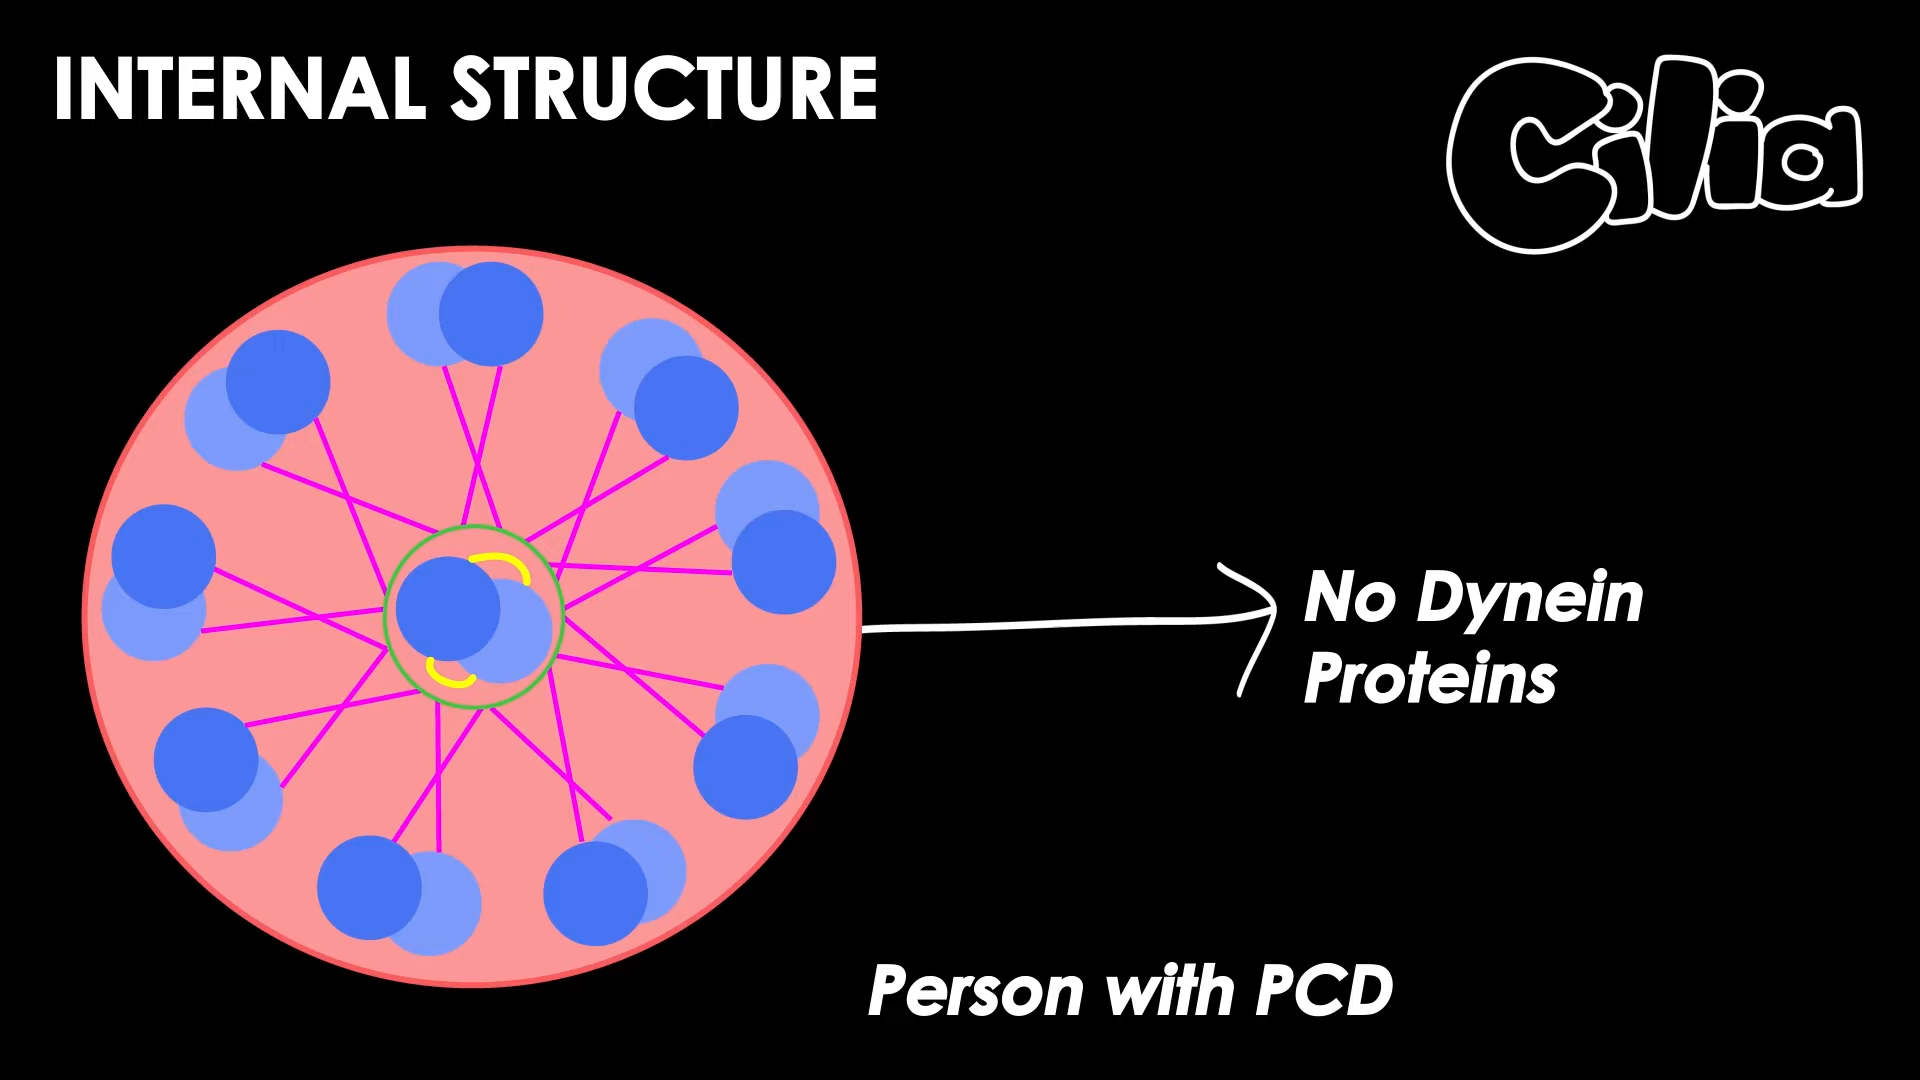 INTERNAL STRUCTURE
Cilia
No Dynein
Proteins
Person with PCD